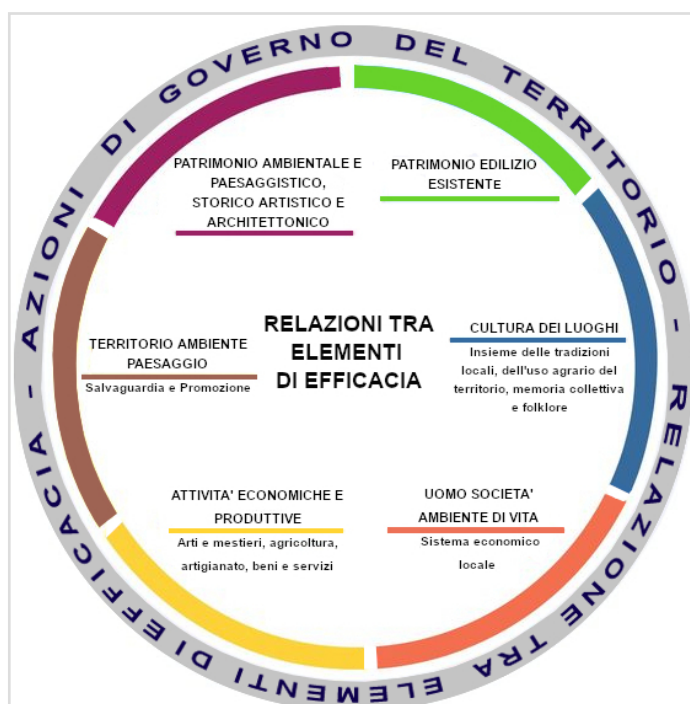 AZIONI DI GOVERNO DEL TERRITORIO - RELAZIONE TRA ELEMENTI DI EFFICACIA -
PATRIMONIO AMBIENTALE E
PAESAGGISTICO,
STORICO ARTISTICO E
ARCHITETTONICO
PATRIMONIO EDILIZIO
ESISTENTE
RELAZIONI TRA
ELEMENTI
DI EFFICACIA
CULTURA DEI LUOGHI
Insieme delle tradizioni
locali, dell'uso agrario del
territorio, memoria collettiva
e folklore
TERRITORIO AMBIENTE
PAESAGGIO
Salvaguardia e Promozione
ATTIVITA' ECONOMICHE E
PRODUTTIVE
Arti e mestieri, agricoltura,
artigianato, beni e servizi
UOMO SOCIETA'
AMBIENTE DI VITA
Sistema economico
locale